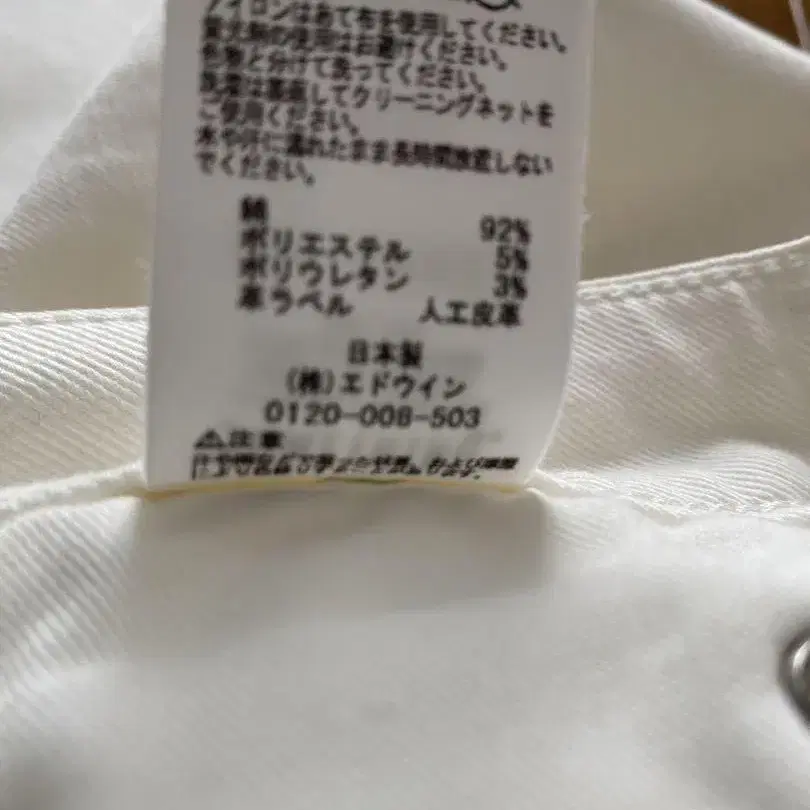 アイロンはあて布を使用してください。
蛍光剤の使用はお避けください。
色物と分けて洗ってください。
洗濯は裏返してクリーニングネットを
ご使用ください。
水や汗に濡れたまま長時間放置しない
でください。
綿 92%
ポリエステル 5%
ポリウレタン 3%
革ラベル 人工皮革
日本製
(株)エドウイン
0120-008-503
⚠注意